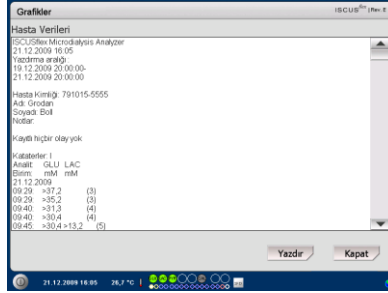 Grafikler
ISCUSflex | Rev. E
Hasta Verileri
ISCUSflex Microdialysis Analyzer
21.12.2009 16:05
Yazdırma aralığı:
19.12.2009 20:00:00-
21.12.2009 20:00:00
Hasta Kimliği: 791015-5555
Adı: Grodan
Soyadı: Boll
Notlar:
Kayıtlı hiçbir olay yok
Kataterler: I
Analit: GLU LAC
Birim: mM mM
21.12.2009
09:29 >37,2 (3)
09:29 >35,2 (3)
09:40 >31,3 (4)
09:40 >30,4 (4)
09:45 >30,4 >13,2 (5)
Yazdır
Kapat
21.12.2009 16:05 26,7 °C